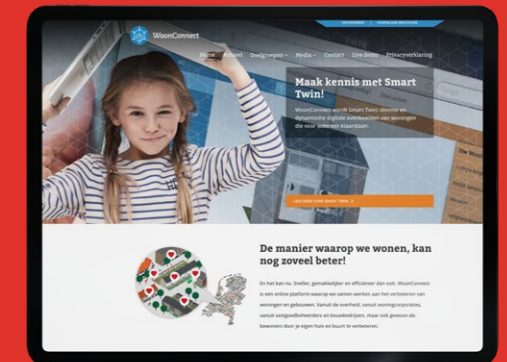 DOWNLOAD BROCHURE
WoonConnect
Home Actueel Doelgroepen Media Contact Live demo Privacyverklaring
Maak kennis met Smart
Twin!
WoonConnect wordt Smart Twin: slimme en
dynamische digitale evenbeelden van woningen
die voor iedereen klaarstaan.
Uw Woon
LEES MEER OVER SMART TWIN
De manier waarop we wonen, kan
nog zoveel beter!
En het kan nu. Sneller, gemakkelijker en efficiënter dan ooit. WoonConnect
is een online platform waarop we samen werken aan het verbeteren van
woningen en gebouwen. Vanuit de overheid, vanuit woningcorporaties,
vanuit vastgoedbeheerders en bouwbedrijven, maar ook gewoon als
bewoners door je eigen huis en buurt te verbeteren.